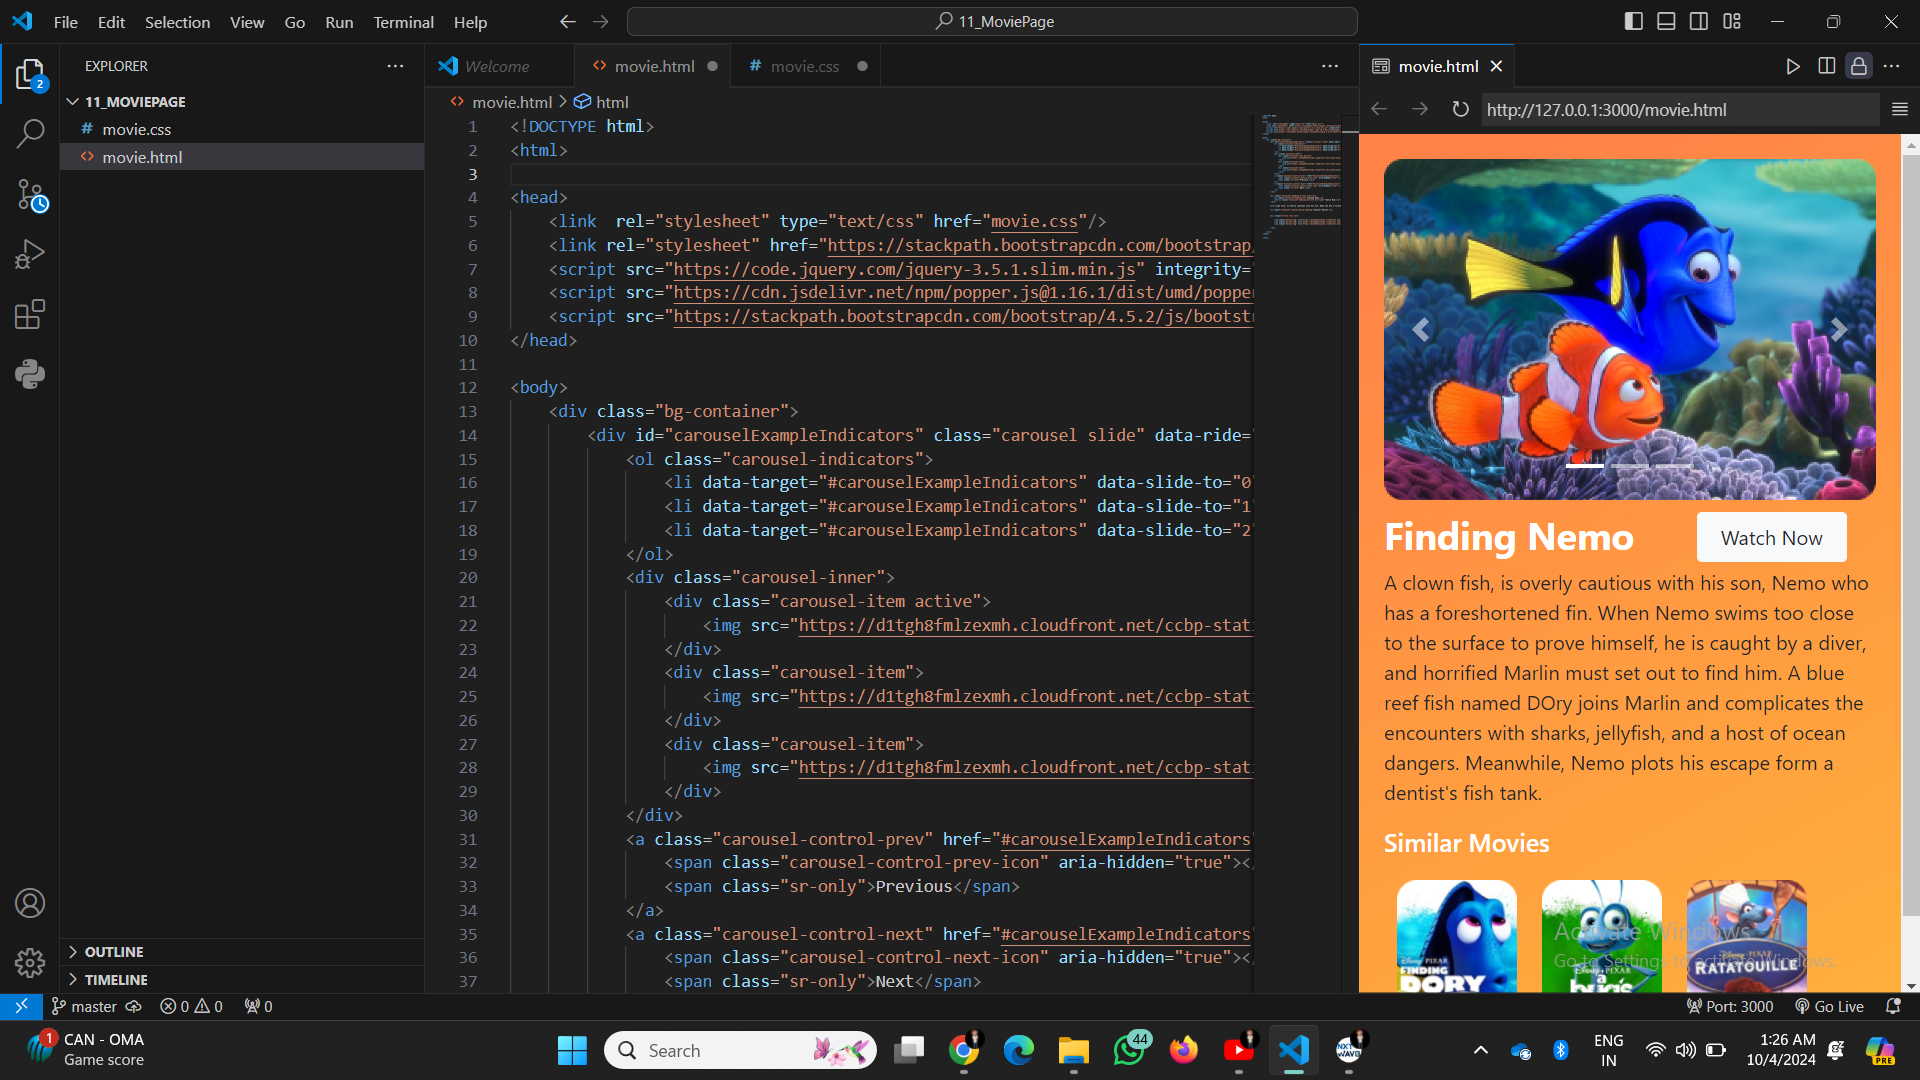 File Edit Selection View Go Run Terminal Help
11_MoviePage
EXPLORER
11_MOVIEPAGE
# movie.css
<> movie.html
OUTLINE
TIMELINE
2
Welcome
<> movie.html
# movie.css
<> movie.html > html
1 <!DOCTYPE html>
2 <html>
3
4 <head>
5 <link  rel="stylesheet" type="text/css" href="movie.css"/>
6 <link rel="stylesheet" href="https://stackpath.bootstrapcdn.com/bootstrap/
7 <script src="https://code.jquery.com/jquery-3.5.1.slim.min.js" integrity="
8 <script src="https://cdn.jsdelivr.net/npm/popper.js@1.16.1/dist/umd/popper
9 <script src="https://stackpath.bootstrapcdn.com/bootstrap/4.5.2/js/bootst
10 </head>
11
12 <body>
13 <div class="bg-container">
14 <div id="carouselExampleIndicators" class="carousel slide" data-ride="
15 <ol class="carousel-indicators">
16 <li data-target="#carouselExampleIndicators" data-slide-to="0"
17 <li data-target="#carouselExampleIndicators" data-slide-to="1"
18 <li data-target="#carouselExampleIndicators" data-slide-to="2"
19 </ol>
20 <div class="carousel-inner">
21 <div class="carousel-item active">
22 <img src="https://d1tgh8fmlzexmh.cloudfront.net/ccbp-stati
23 </div>
24 <div class="carousel-item">
25 <img src="https://d1tgh8fmlzexmh.cloudfront.net/ccbp-stati
26 </div>
27 <div class="carousel-item">
28 <img src="https://d1tgh8fmlzexmh.cloudfront.net/ccbp-stati
29 </div>
30 </div>
31 <a class="carousel-control-prev" href="#carouselExampleIndicators"
32 <span class="carousel-control-prev-icon" aria-hidden="true"></
33 <span class="sr-only">Previous</span>
34 </a>
35 <a class="carousel-control-next" href="#carouselExampleIndicators"
36 <span class="carousel-control-next-icon" aria-hidden="true"></
37 <span class="sr-only">Next</span>
movie.html
http://127.0.0.1:3000/movie.html
Finding Nemo
Watch Now
A clown fish, is overly cautious with his son, Nemo who
has a foreshortened fin. When Nemo swims too close
to the surface to prove himself, he is caught by a diver,
and horrified Marlin must set out to find him. A blue
reef fish named DOry joins Marlin and complicates the
encounters with sharks, jellyfish, and a host of ocean
dangers. Meanwhile, Nemo plots his escape form a
dentist's fish tank.
Similar Movies
Disney PIXAR
FINDING
DORY
Disney PIXAR
a bug's
RATATOUILLE
Activate Windows
Go to Settings to activate Windows.
master
0 0
0
Port: 3000
Go Live
1
CAN - OMA
Game score
Search
44
NXT
WAVE
ENG
IN
1:26 AM
10/4/2024
PRE